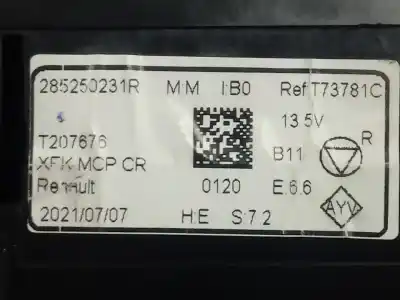 285250231R M:M I:B0 Ref T73781C
13.5V
T207676
R
XFK MCP CR
B11
Renault 0120 E:6.6
AYV
2021/07/07 H:E S:7.2